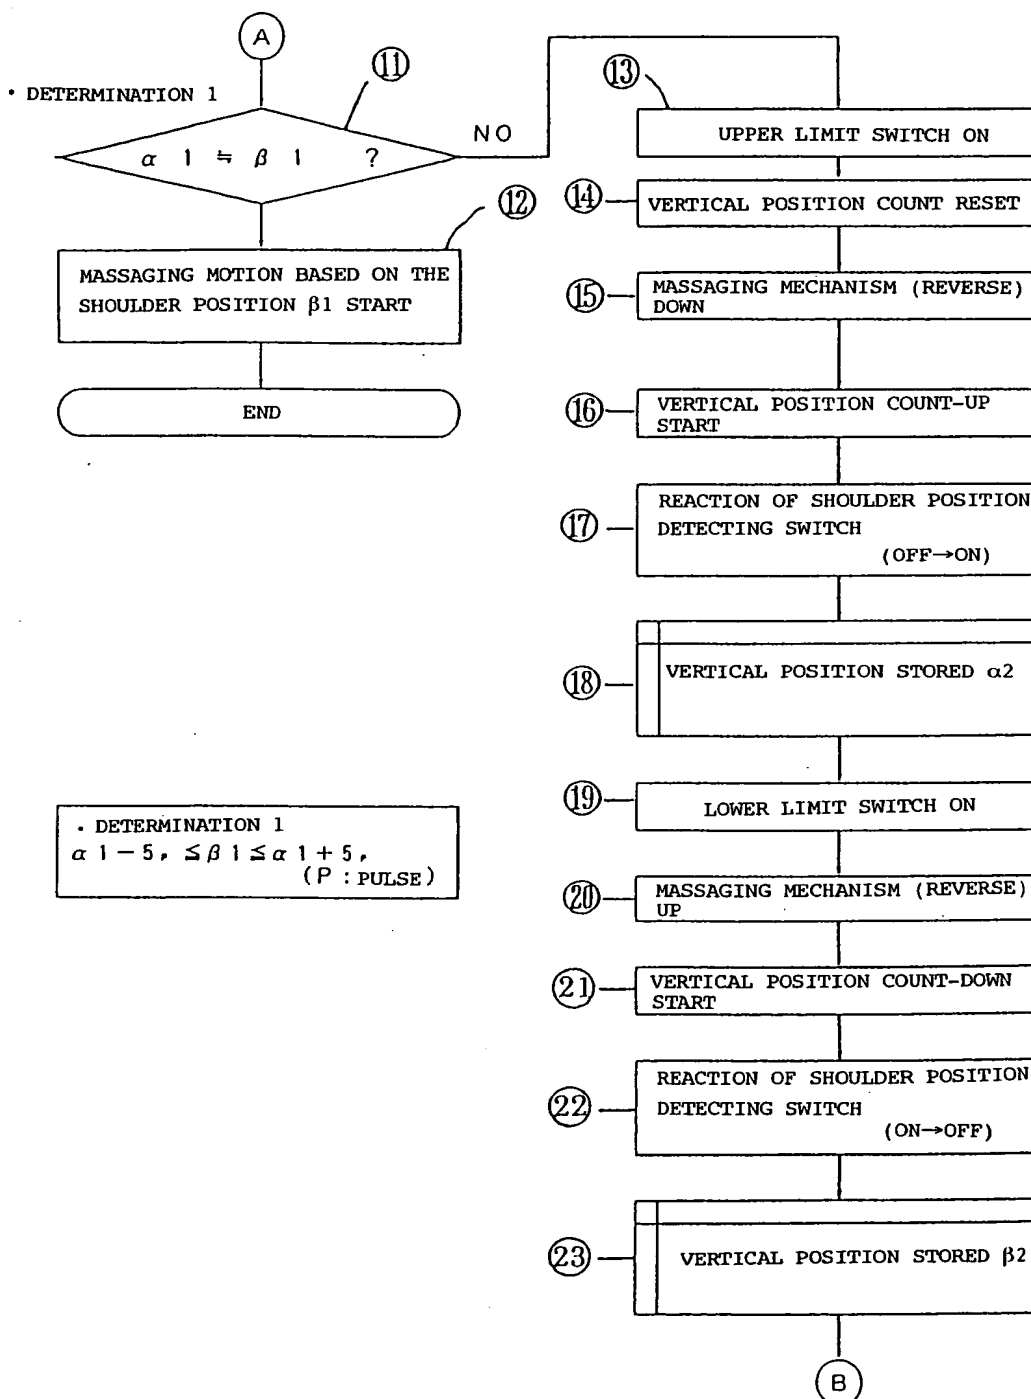 A
⑪
・DETERMINATION 1
α 1 ≒ β 1 ?
NO
⑫
MASSAGING MOTION BASED ON THE
SHOULDER POSITION β1 START
END
・DETERMINATION 1
α 1 − 5, ≦ β 1 ≦ α 1 + 5,
(P : PULSE)
⑬
UPPER LIMIT SWITCH ON
⑭
VERTICAL POSITION COUNT RESET
⑮
MASSAGING MECHANISM (REVERSE)
DOWN
⑯
VERTICAL POSITION COUNT-UP
START
⑰
REACTION OF SHOULDER POSITION
DETECTING SWITCH
(OFF→ON)
⑱
VERTICAL POSITION STORED α2
⑲
LOWER LIMIT SWITCH ON
⑳
MASSAGING MECHANISM (REVERSE)
UP
㉑
VERTICAL POSITION COUNT-DOWN
START
㉒
REACTION OF SHOULDER POSITION
DETECTING SWITCH
(ON→OFF)
㉓
VERTICAL POSITION STORED β2
B